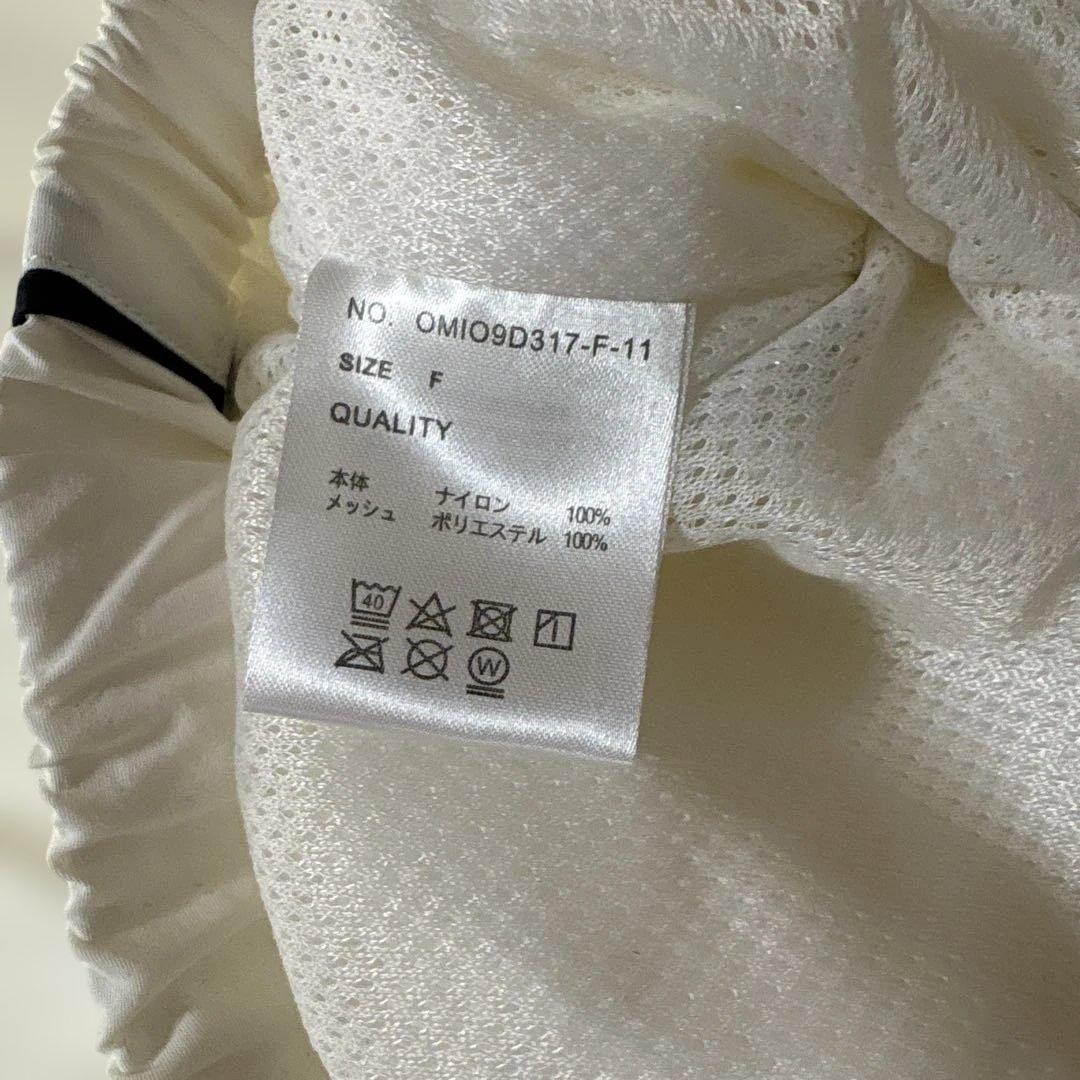 NO. OMIO9D317-F-11
SIZE F
QUALITY
本体 ナイロン 100%
メッシュ ポリエステル 100%
40
W